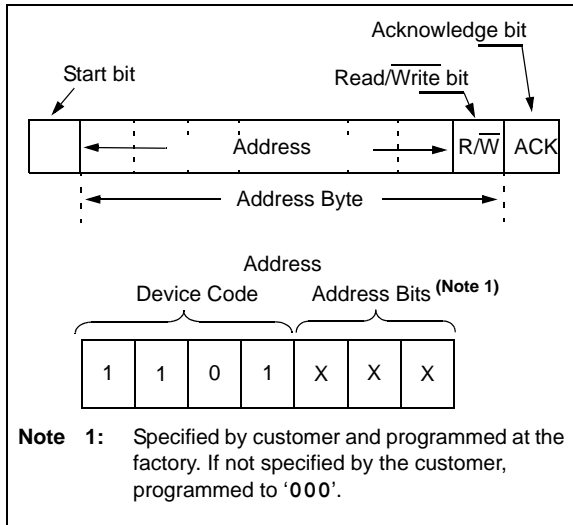 Acknowledge bit
Start bit
Read/Write bit
Address
R/W
ACK
Address Byte
Address
Device Code
Address Bits (Note 1)
1 1 0 1 X X X
Note 1: Specified by customer and programmed at the
factory. If not specified by the customer,
programmed to ‘000’.